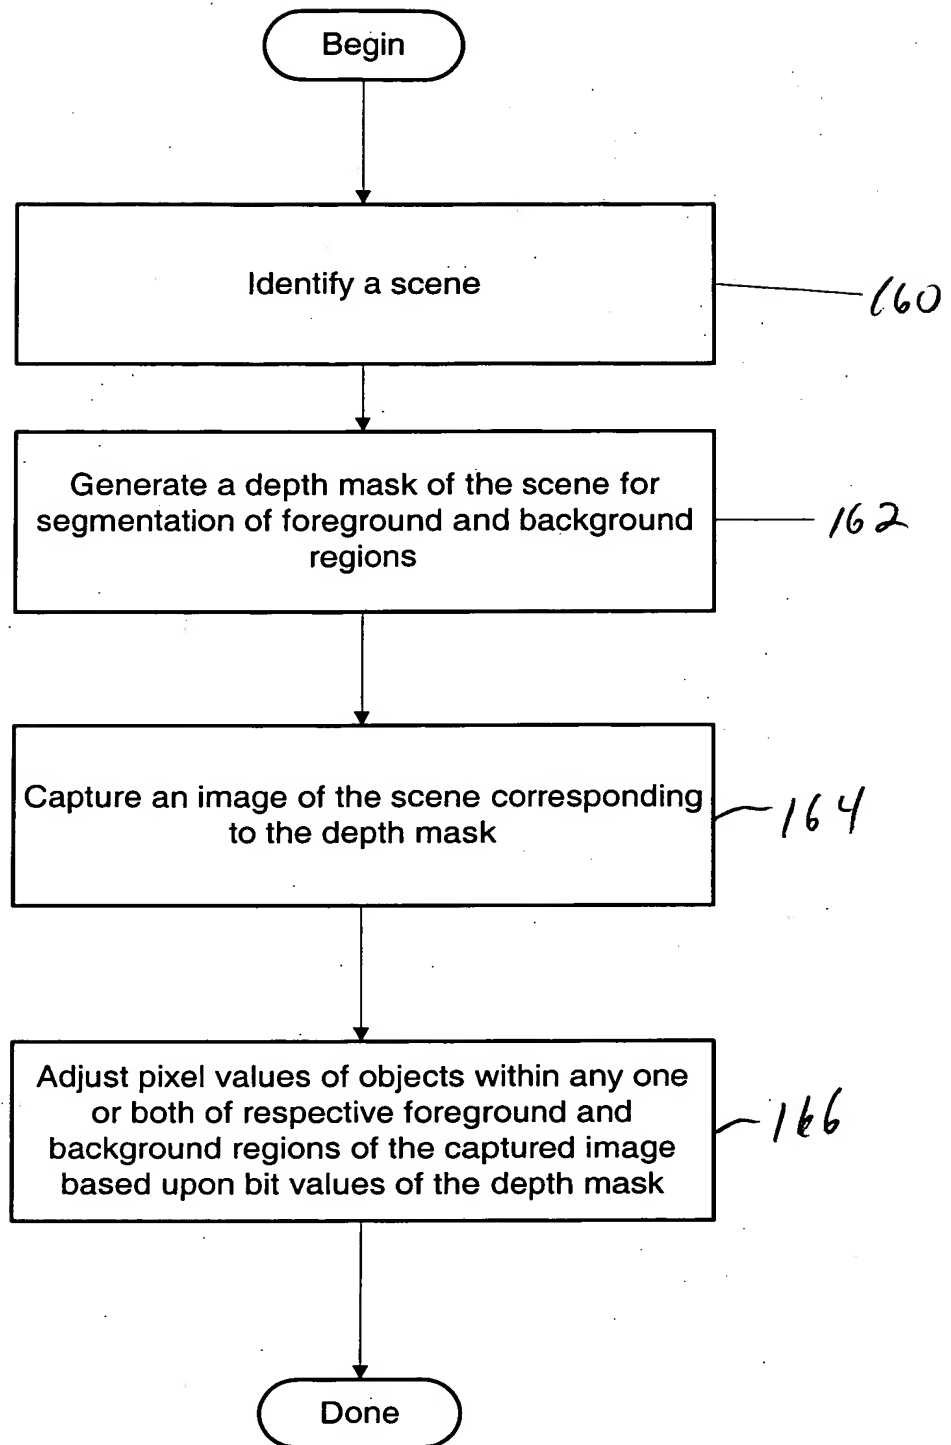 Begin
Identify a scene
160
Generate a depth mask of the scene for
segmentation of foreground and background
regions
162
Capture an image of the scene corresponding
to the depth mask
164
Adjust pixel values of objects within any one
or both of respective foreground and
background regions of the captured image
based upon bit values of the depth mask
166
Done